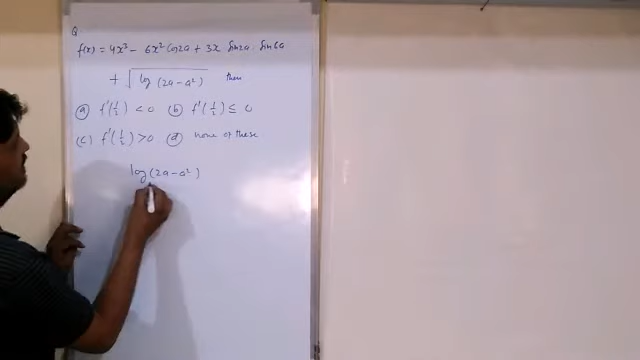 Q
f(x) = 4x³ - 6x² cos2a + 3x sin2a . sin6a
+ √log (2a - a²) then
(a) f'(1/2) < 0 (b) f'(1/2) ≤ 0
(c) f'(1/2) > 0 (d) none of these
log (2a - a²)